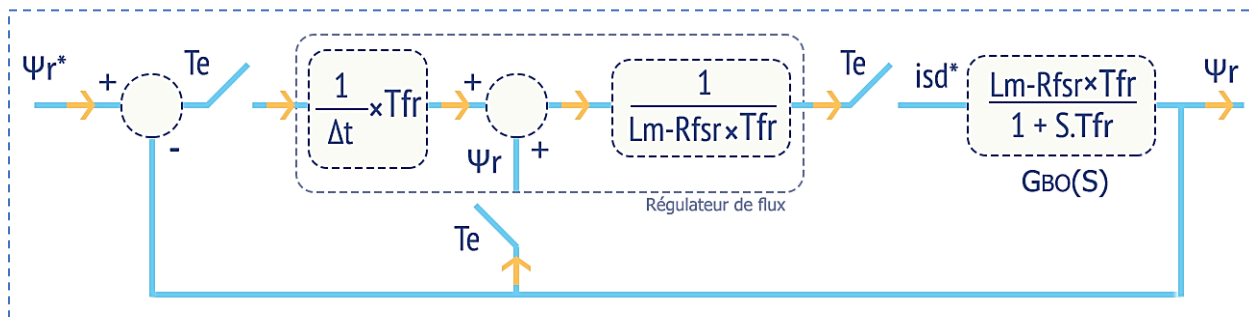 Ψr*
+
-
Te
1
Δt
×Tfr
+
+
Ψr
1
Lm-Rfsr×Tfr
Régulateur de flux
Te
Te
isd*
Lm-Rfsr×Tfr
1 + S.Tfr
GBO(S)
Ψr